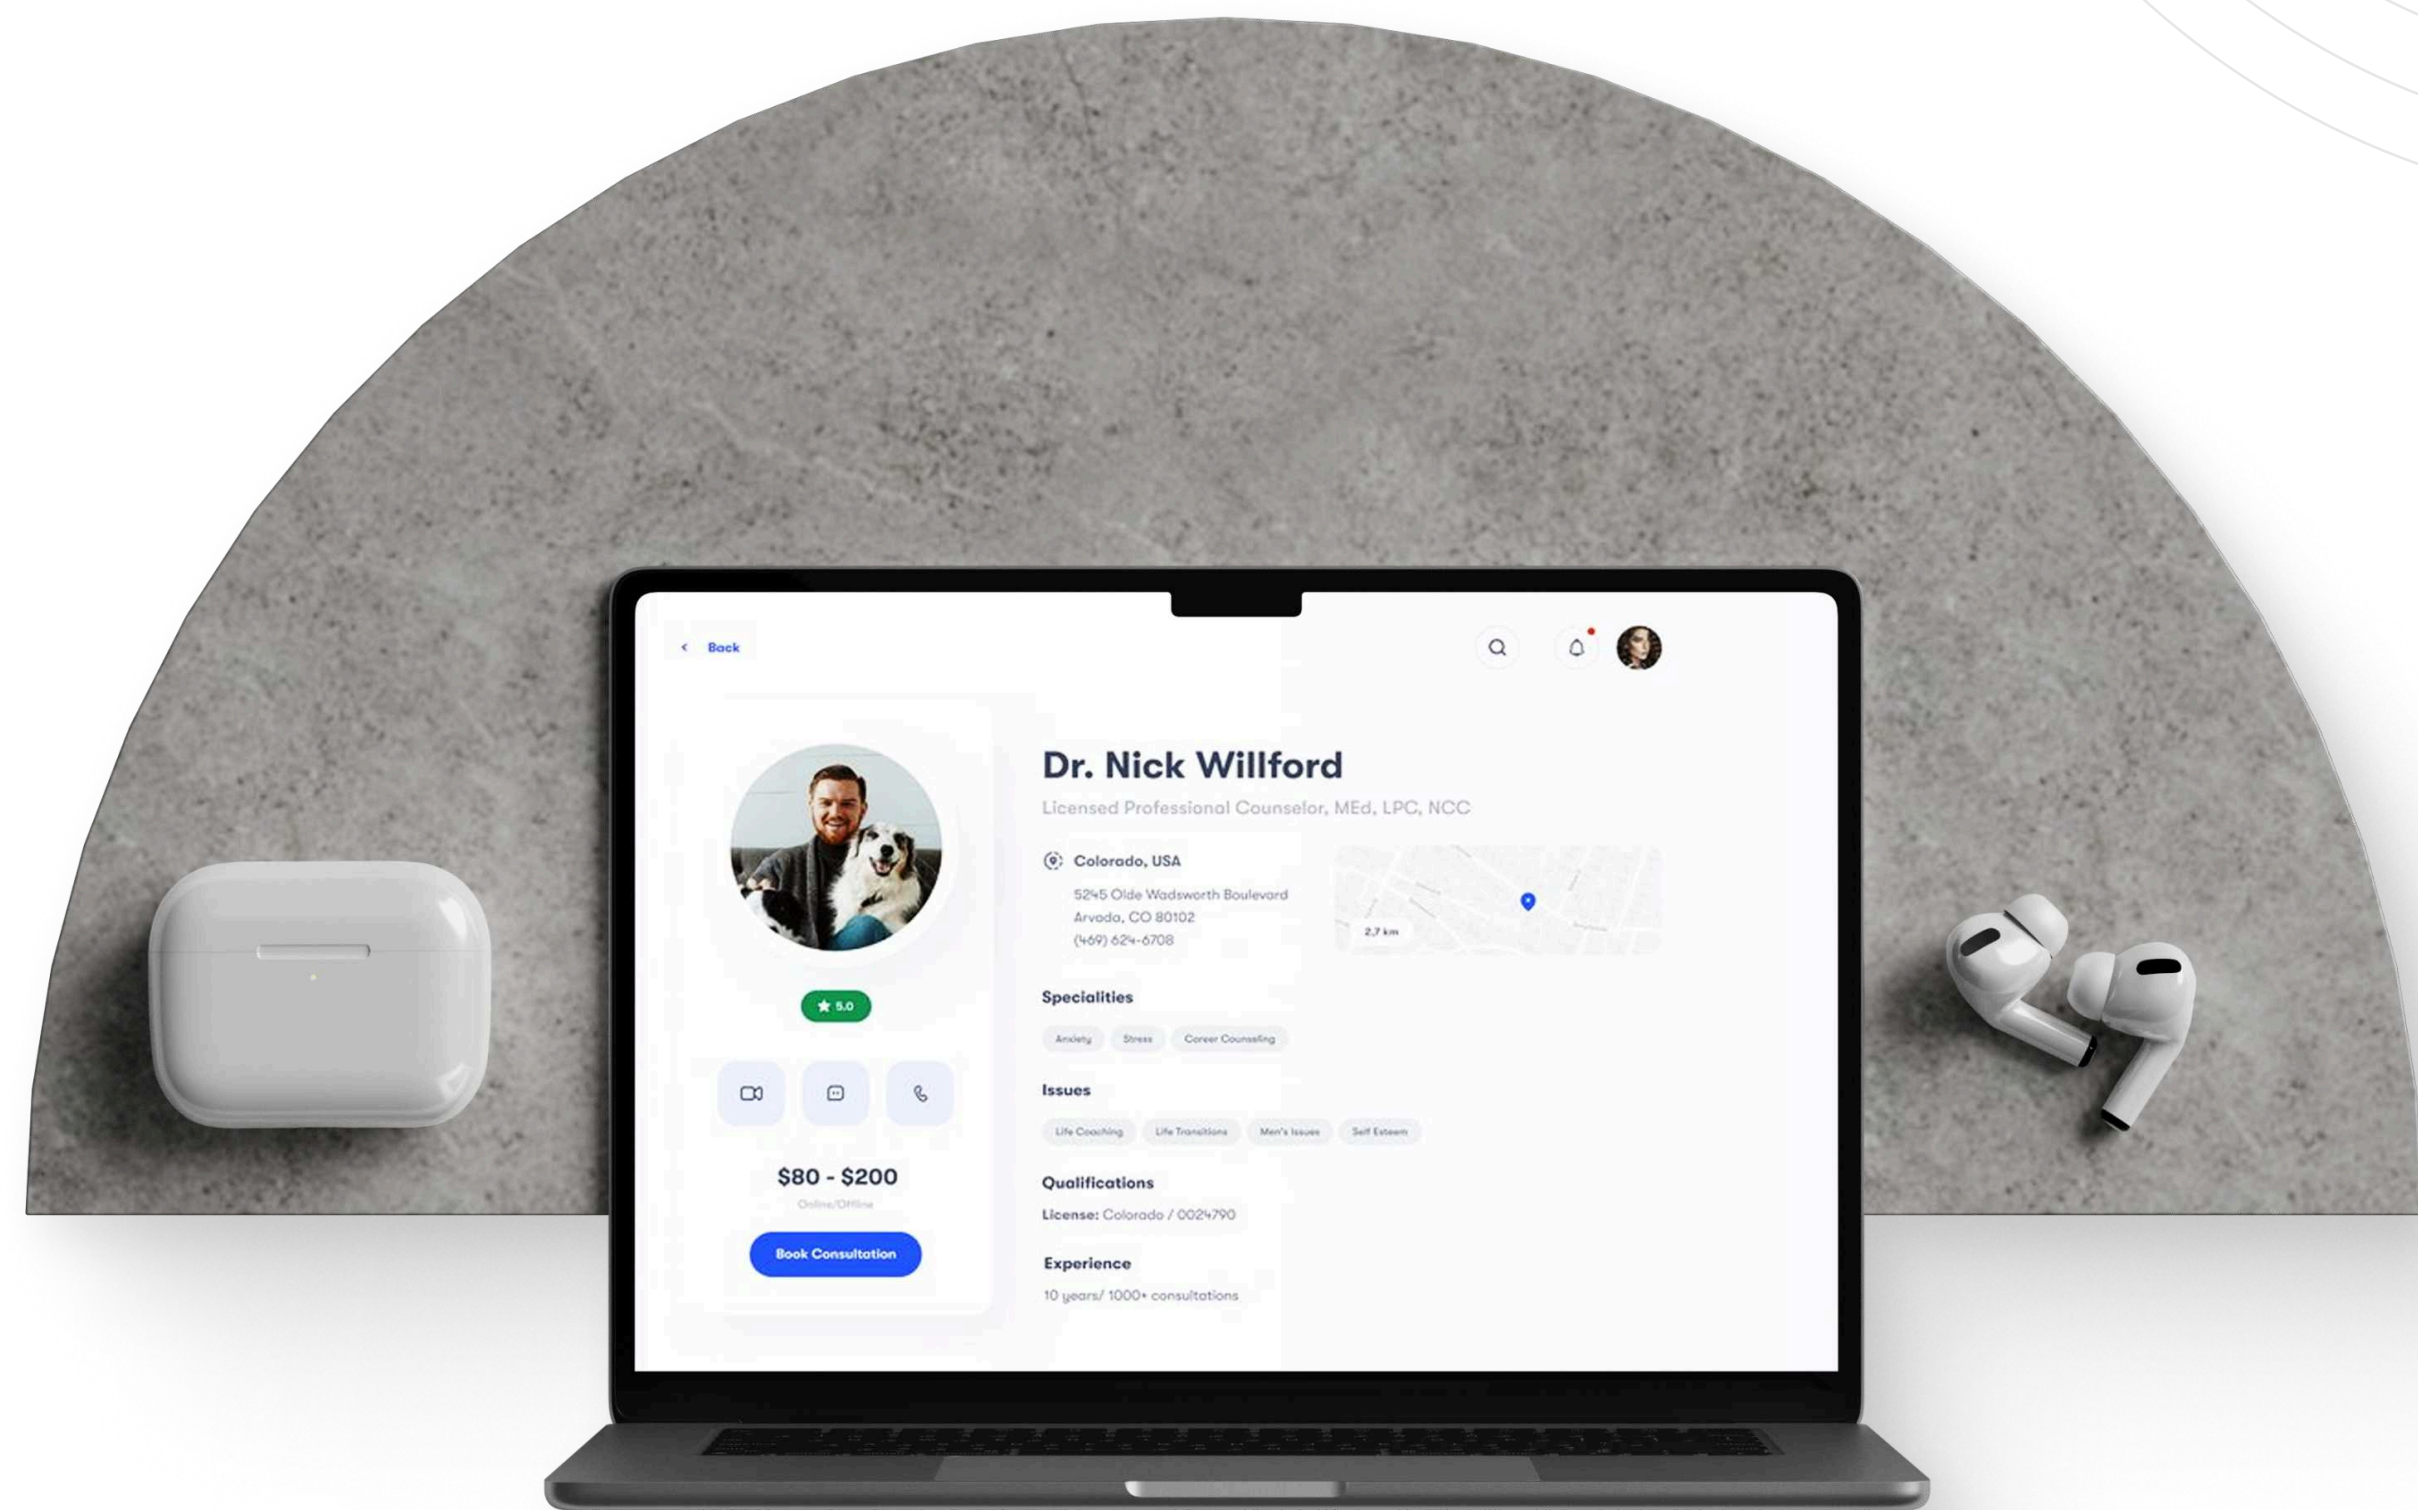 Back
Dr. Nick Willford
Licensed Professional Counselor, MEd, LPC, NCC
Colorado, USA
5245 Olde Wadsworth Boulevard
Arvada, CO 80102
(469) 624-6708
2,7 km
5.0
Specialities
Anxiety Stress Career Counseling
Issues
Life Coaching Life Transitions Men's Issues Self Esteem
$80 - $200
Online/Offline
Book Consultation
Qualifications
License: Colorado / 0024790
Experience
10 years/ 1000+ consultations